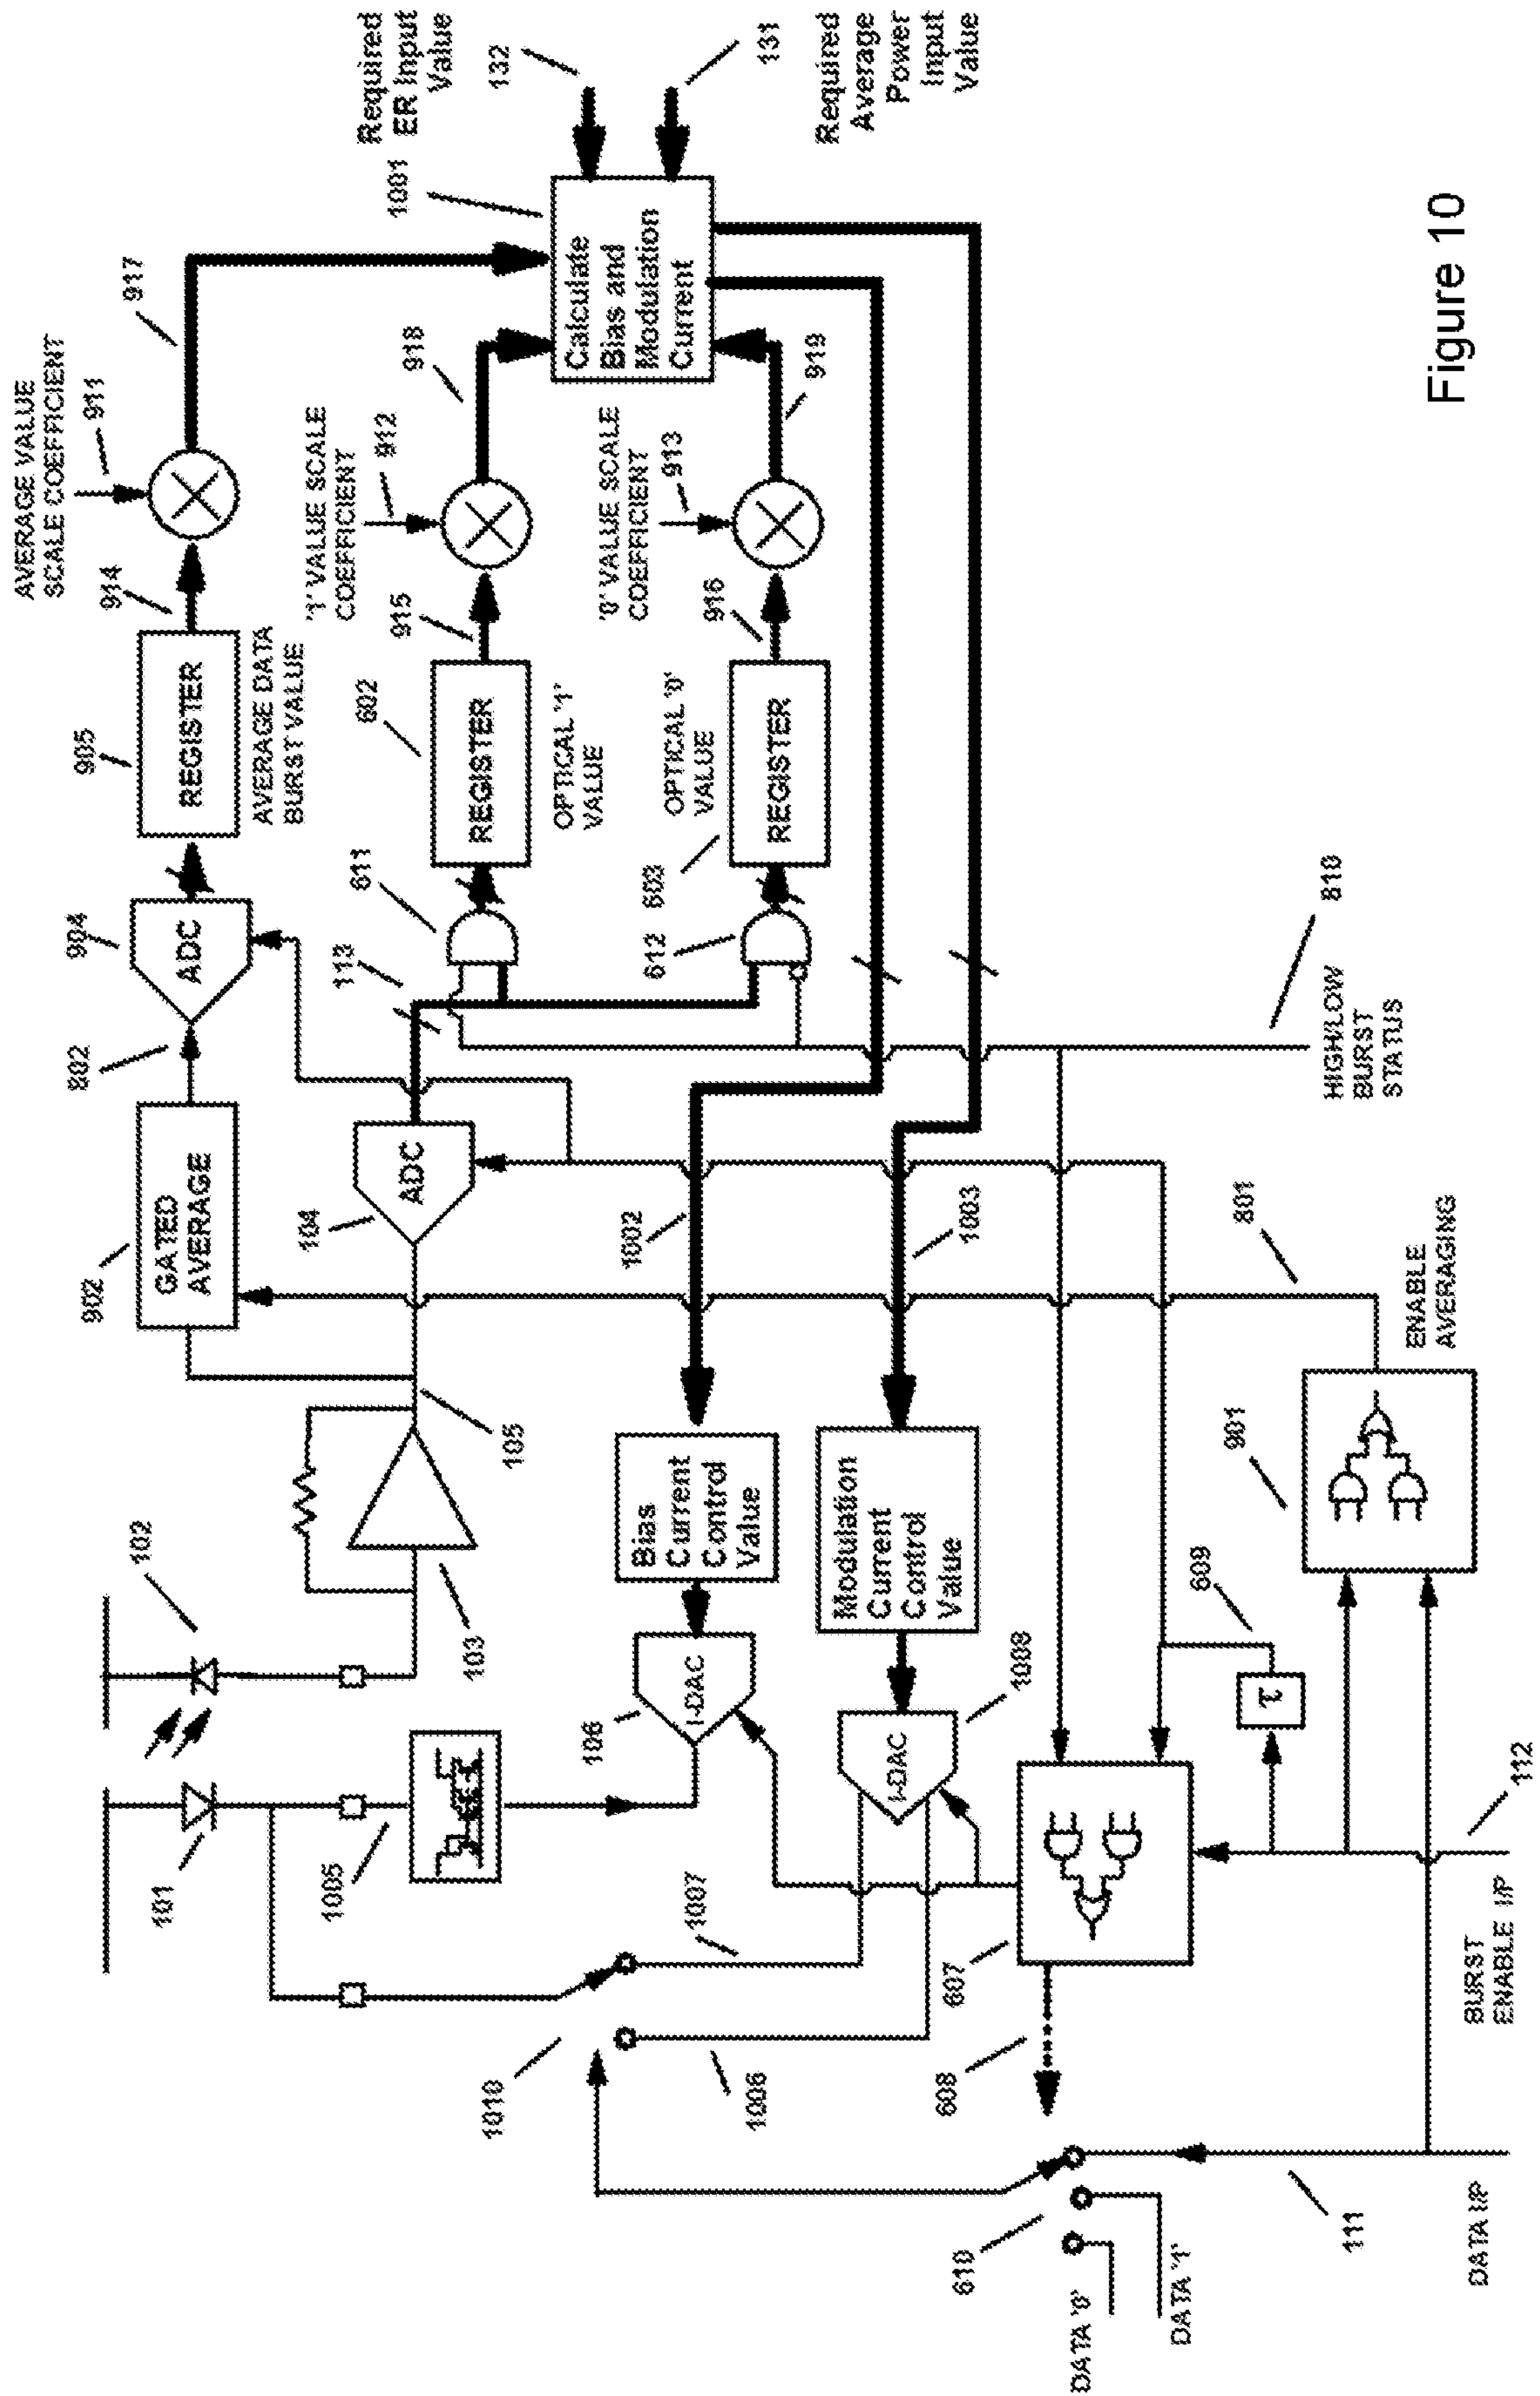 Figure 10
Required
ER Input
Value
132
131
Required
Average
Power
Input
Value
1001
Calculate
Bias and
Modulation
Current
917
918
919
AVERAGE VALUE
SCALE COEFFICIENT
911
'1' VALUE SCALE
COEFFICIENT
912
'0' VALUE SCALE
COEFFICIENT
913
914
915
916
905
REGISTER
AVERAGE DATA
BURST VALUE
602
REGISTER
OPTICAL '1'
VALUE
603
REGISTER
OPTICAL '0'
VALUE
904
ADC
611
612
113
810
HIGH/LOW
BURST
STATUS
802
902
GATED
AVERAGE
104
ADC
105
1002
1003
801
ENABLE
AVERAGING
901
102
103
Bias
Current
Control
Value
Modulation
Current
Control
Value
106
I-DAC
1008
I-DAC
609
τ
101
1005
1007
1006
1010
607
608
112
BURST
ENABLE I/P
610
111
DATA I/P
DATA '0'
DATA '1'